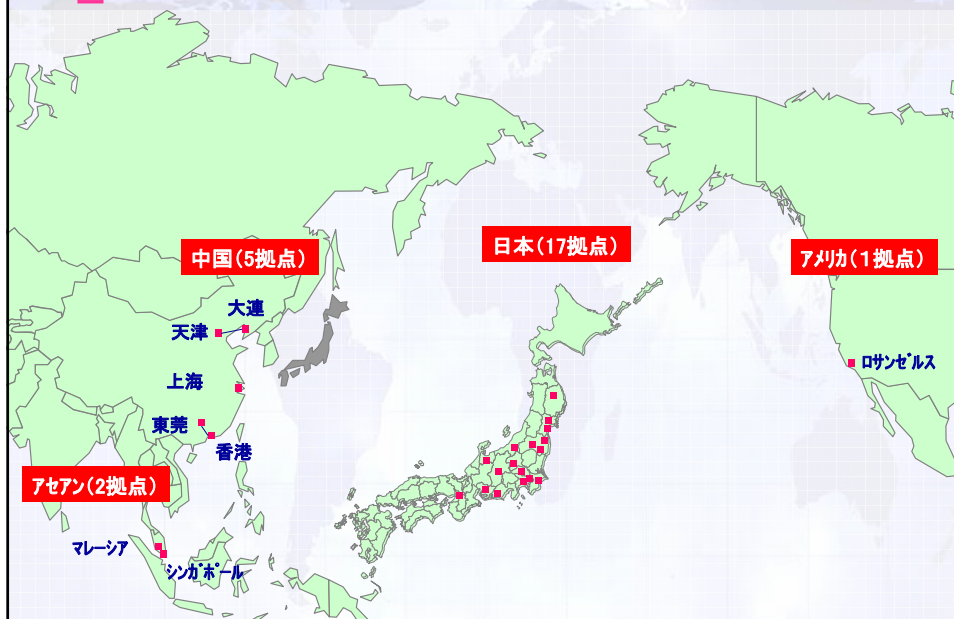 中国(5拠点)
日本(17拠点)
アメリカ(1拠点)
大連
天津
上海
東莞
香港
ロサンゼルス
アセアン(2拠点)
マレーシア
シンガポール